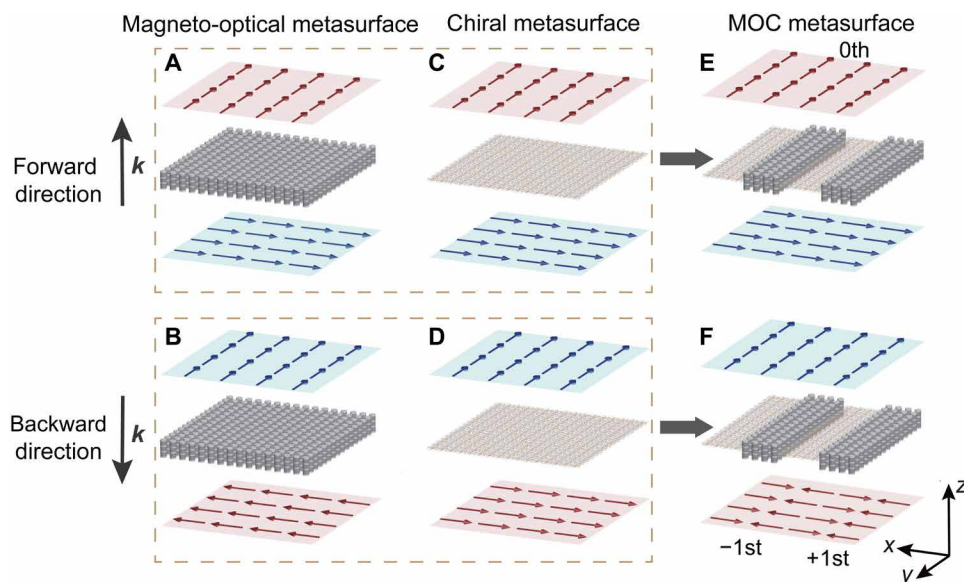 Magneto-optical metasurface
Chiral metasurface
MOC metasurface
A
C
E
0th
Forward
direction
k
B
D
F
Backward
direction
k
−1st
+1st
x
y
z